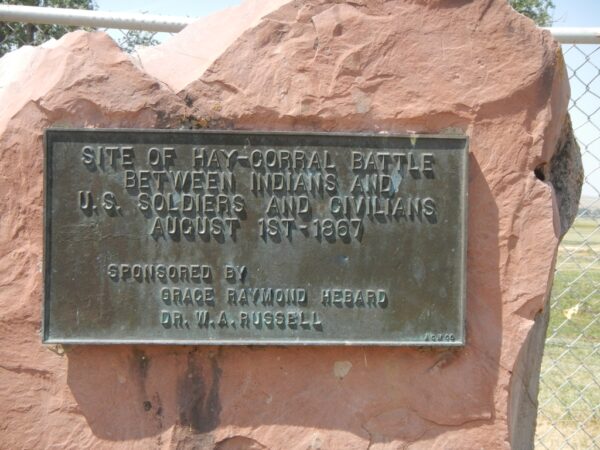 SITE OF HAY-CORRAL BATTLE
BETWEEN INDIANS AND
U.S. SOLDIERS AND CIVILIANS
AUGUST 1ST-1867
SPONSORED BY
GRACE RAYMOND HEBARD
DR. W.A. RUSSELL